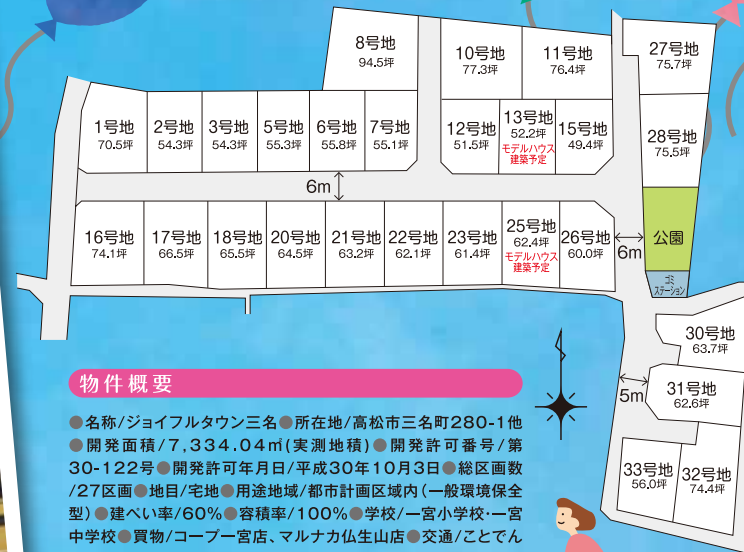 8号地
94.5坪
10号地
77.3坪
11号地
76.4坪
27号地
75.7坪
1号地
70.5坪
2号地
54.3坪
3号地
54.3坪
5号地
55.3坪
6号地
55.8坪
7号地
55.1坪
12号地
51.5坪
13号地
52.2坪
モデルハウス
建築予定
15号地
49.4坪
28号地
75.5坪
6m
16号地
74.1坪
17号地
66.5坪
18号地
65.5坪
20号地
64.5坪
21号地
63.2坪
22号地
62.1坪
23号地
61.4坪
25号地
62.4坪
モデルハウス
建築予定
26号地
60.0坪
6m
公園
ゴミ
ステーション
30号地
63.7坪
31号地
62.6坪
5m
33号地
56.0坪
32号地
74.4坪
物件概要
●名称/ジョイフルタウン三名●所在地/高松市三名町280-1他
●開発面積/7,334.04㎡(実測地積)●開発許可番号/第
30-122号●開発許可年月日/平成30年10月3日●総区画数
/27区画●地目/宅地●用途地域/都市計画区域内(一般環境保全
型)●建ぺい率/60%●容積率/100%●学校/一宮小学校・一宮
中学校●買物/コープ一宮店、マルナカ仏生山店●交通/ことでん